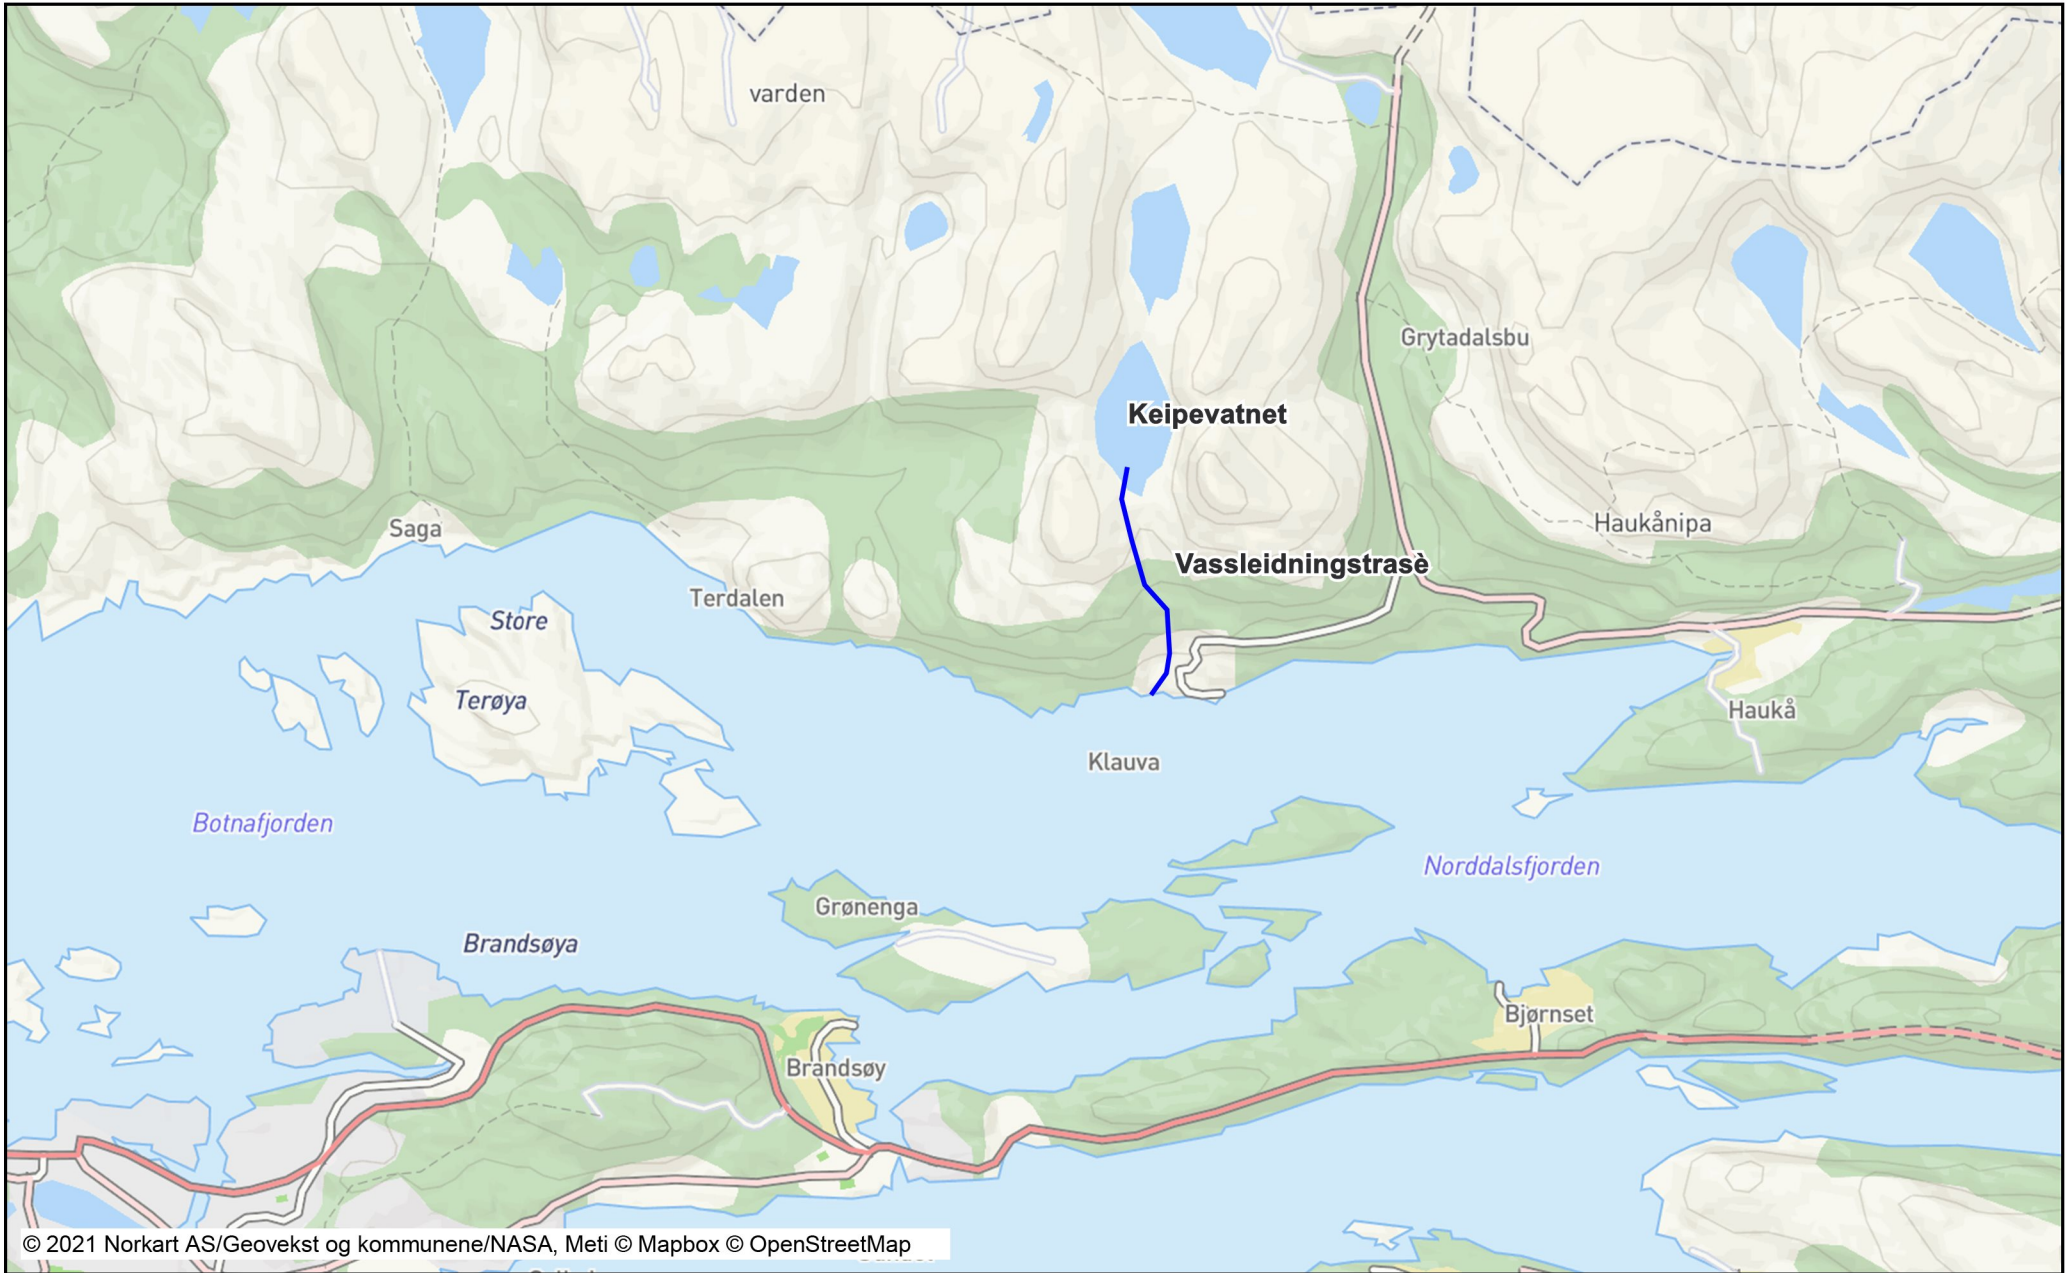 varden
Grytadalsbu
Keipevatnet
Haukånipa
Saga
Vassleidningstrasè
Terdalen
Store
Terøya
Haukå
Klauva
Botnafjorden
Norddalsfjorden
Grønenga
Brandsøya
Bjørnset
Brandsøy
© 2021 Norkart AS/Geovekst og kommunene/NASA, Meti © Mapbox © OpenStreetMap